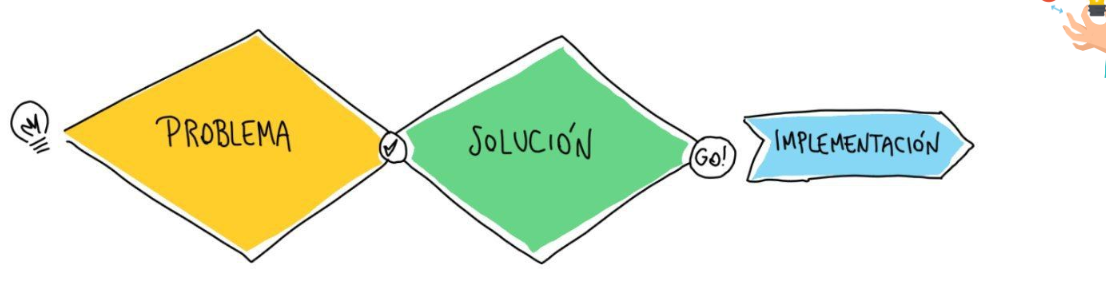 PROBLEMA
SOLUCIÓN
GO!
IMPLEMENTACIÓN